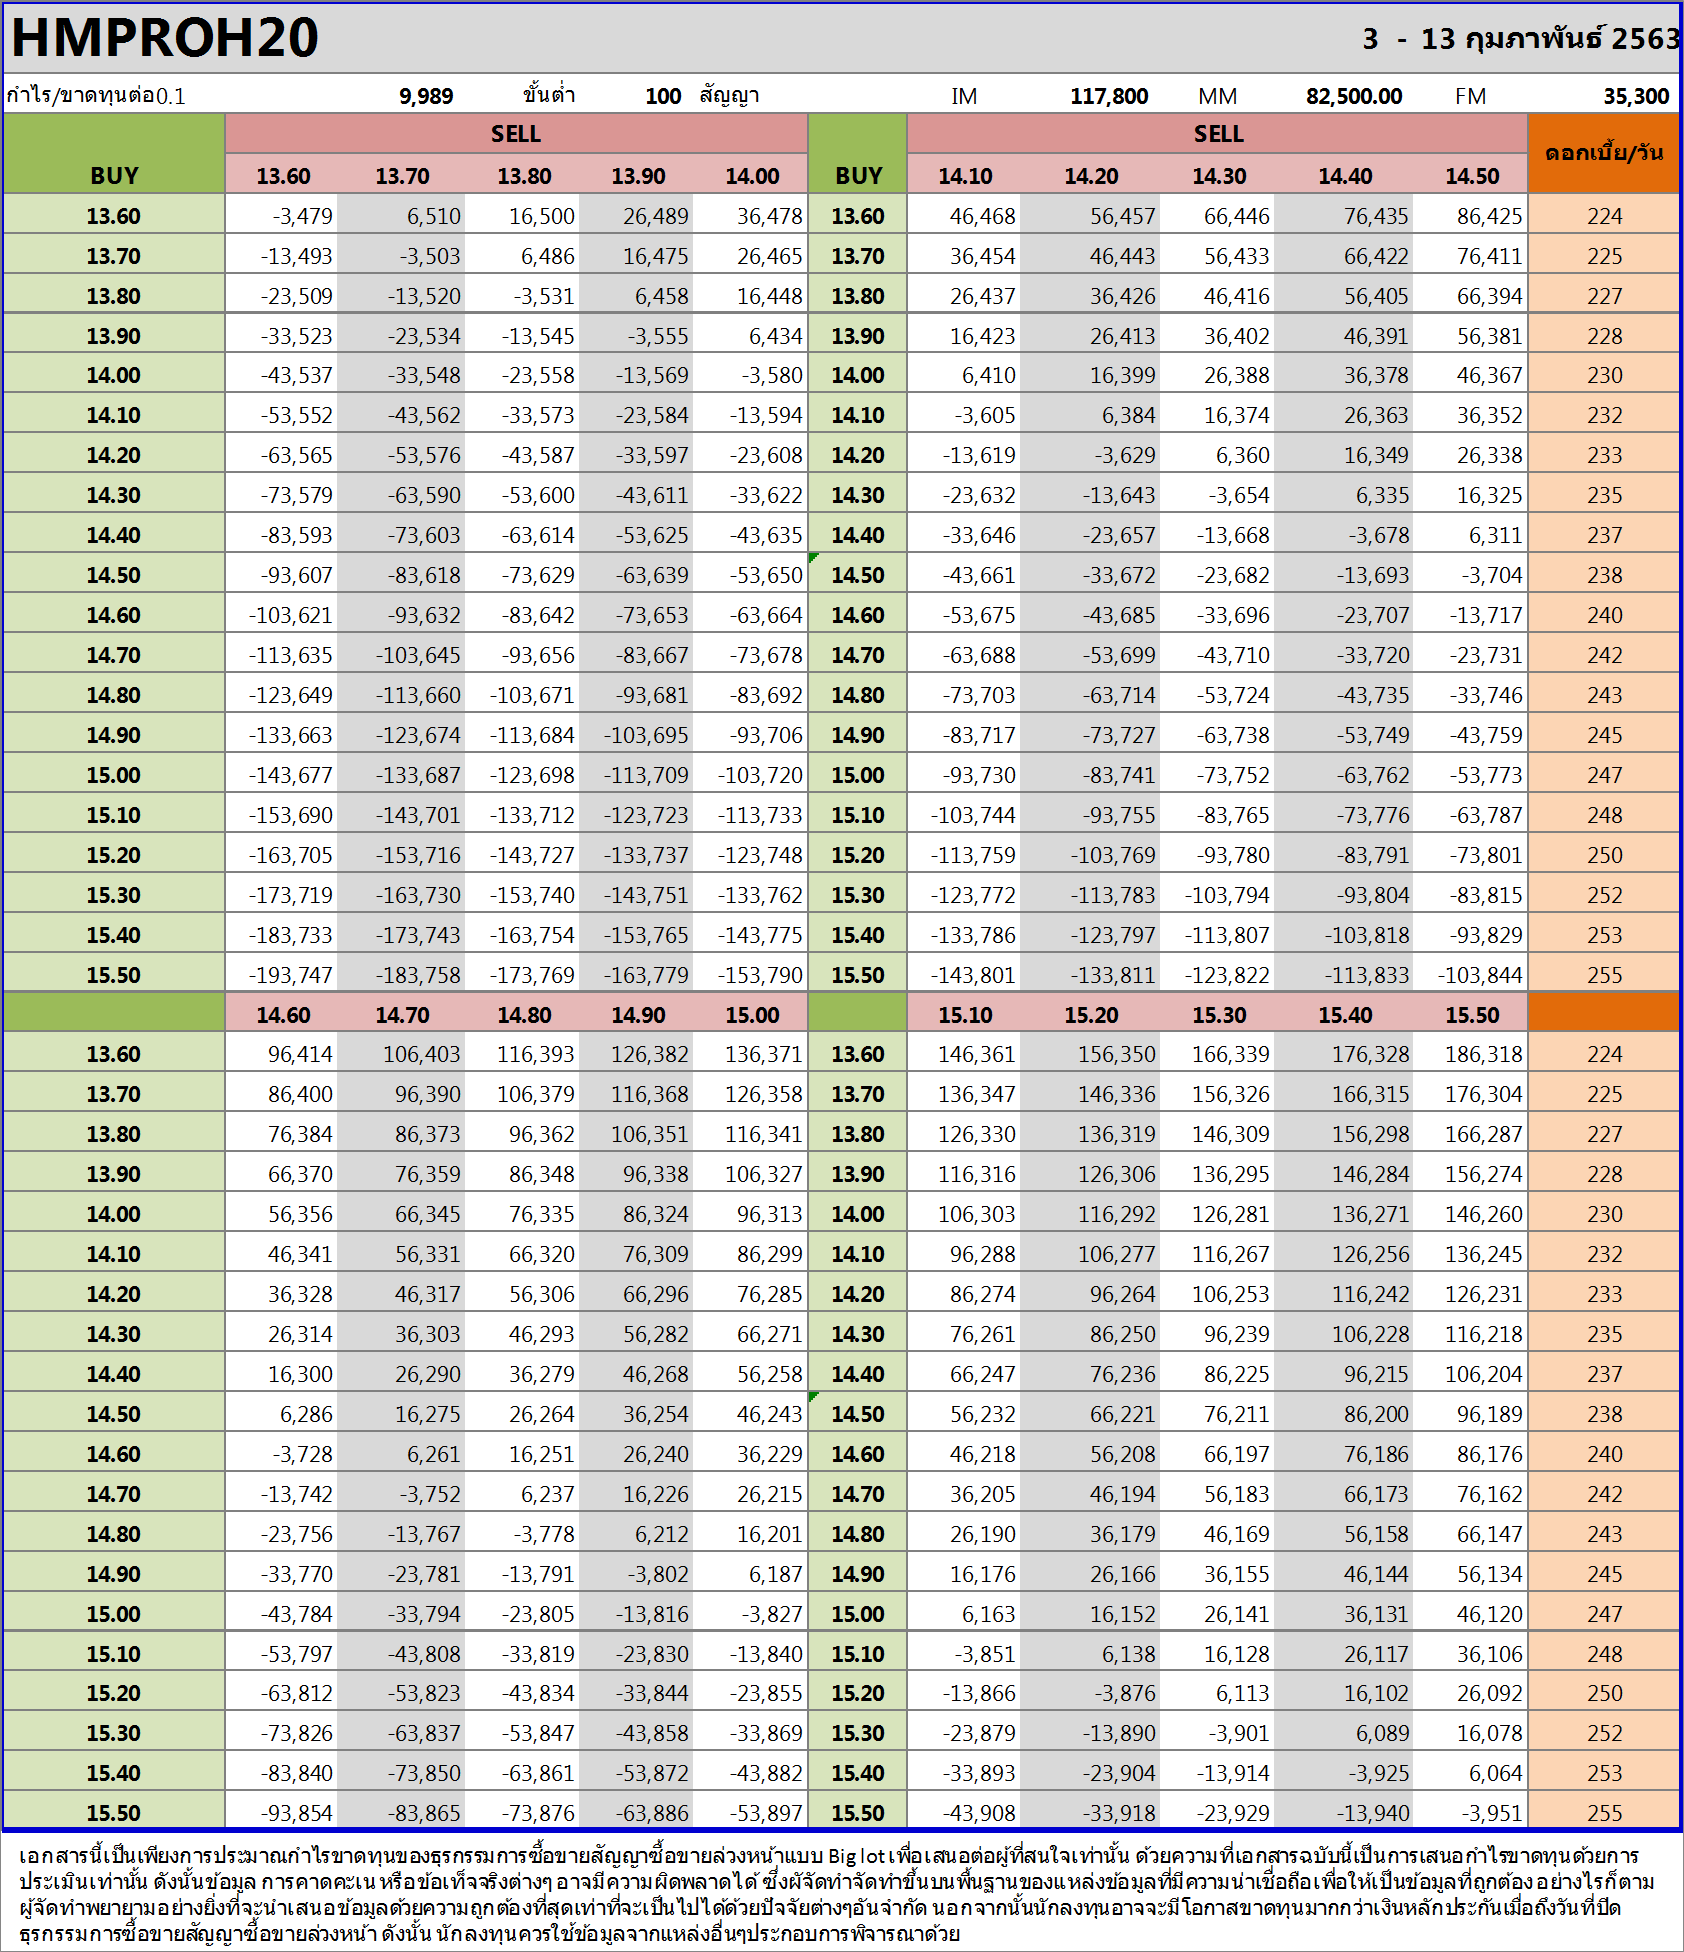 HMPROH20 3 - 13 กุมภาพันธ์ 2563
กำไร/ขาดทุนต่อ0.1 9,989 ขั้นต่ำ 100 สัญญา IM 117,800 MM 82,500.00 FM 35,300
SELL SELL ดอกเบี้ย/วัน
BUY 13.60 13.70 13.80 13.90 14.00 BUY 14.10 14.20 14.30 14.40 14.50
13.60 -3,479 6,510 16,500 26,489 36,478 13.60 46,468 56,457 66,446 76,435 86,425 224
13.70 -13,493 -3,503 6,486 16,475 26,465 13.70 36,454 46,443 56,433 66,422 76,411 225
13.80 -23,509 -13,520 -3,531 6,458 16,448 13.80 26,437 36,426 46,416 56,405 66,394 227
13.90 -33,523 -23,534 -13,545 -3,555 6,434 13.90 16,423 26,413 36,402 46,391 56,381 228
14.00 -43,537 -33,548 -23,558 -13,569 -3,580 14.00 6,410 16,399 26,388 36,378 46,367 230
14.10 -53,552 -43,562 -33,573 -23,584 -13,594 14.10 -3,605 6,384 16,374 26,363 36,352 232
14.20 -63,565 -53,576 -43,587 -33,597 -23,608 14.20 -13,619 -3,629 6,360 16,349 26,338 233
14.30 -73,579 -63,590 -53,600 -43,611 -33,622 14.30 -23,632 -13,643 -3,654 6,335 16,325 235
14.40 -83,593 -73,603 -63,614 -53,625 -43,635 14.40 -33,646 -23,657 -13,668 -3,678 6,311 237
14.50 -93,607 -83,618 -73,629 -63,639 -53,650 14.50 -43,661 -33,672 -23,682 -13,693 -3,704 238
14.60 -103,621 -93,632 -83,642 -73,653 -63,664 14.60 -53,675 -43,685 -33,696 -23,707 -13,717 240
14.70 -113,635 -103,645 -93,656 -83,667 -73,678 14.70 -63,688 -53,699 -43,710 -33,720 -23,731 242
14.80 -123,649 -113,660 -103,671 -93,681 -83,692 14.80 -73,703 -63,714 -53,724 -43,735 -33,746 243
14.90 -133,663 -123,674 -113,684 -103,695 -93,706 14.90 -83,717 -73,727 -63,738 -53,749 -43,759 245
15.00 -143,677 -133,687 -123,698 -113,709 -103,720 15.00 -93,730 -83,741 -73,752 -63,762 -53,773 247
15.10 -153,690 -143,701 -133,712 -123,723 -113,733 15.10 -103,744 -93,755 -83,765 -73,776 -63,787 248
15.20 -163,705 -153,716 -143,727 -133,737 -123,748 15.20 -113,759 -103,769 -93,780 -83,791 -73,801 250
15.30 -173,719 -163,730 -153,740 -143,751 -133,762 15.30 -123,772 -113,783 -103,794 -93,804 -83,815 252
15.40 -183,733 -173,743 -163,754 -153,765 -143,775 15.40 -133,786 -123,797 -113,807 -103,818 -93,829 253
15.50 -193,747 -183,758 -173,769 -163,779 -153,790 15.50 -143,801 -133,811 -123,822 -113,833 -103,844 255
14.60 14.70 14.80 14.90 15.00 15.10 15.20 15.30 15.40 15.50
13.60 96,414 106,403 116,393 126,382 136,371 13.60 146,361 156,350 166,339 176,328 186,318 224
13.70 86,400 96,390 106,379 116,368 126,358 13.70 136,347 146,336 156,326 166,315 176,304 225
13.80 76,384 86,373 96,362 106,351 116,341 13.80 126,330 136,319 146,309 156,298 166,287 227
13.90 66,370 76,359 86,348 96,338 106,327 13.90 116,316 126,306 136,295 146,284 156,274 228
14.00 56,356 66,345 76,335 86,324 96,313 14.00 106,303 116,292 126,281 136,271 146,260 230
14.10 46,341 56,331 66,320 76,309 86,299 14.10 96,288 106,277 116,267 126,256 136,245 232
14.20 36,328 46,317 56,306 66,296 76,285 14.20 86,274 96,264 106,253 116,242 126,231 233
14.30 26,314 36,303 46,293 56,282 66,271 14.30 76,261 86,250 96,239 106,228 116,218 235
14.40 16,300 26,290 36,279 46,268 56,258 14.40 66,247 76,236 86,225 96,215 106,204 237
14.50 6,286 16,275 26,264 36,254 46,243 14.50 56,232 66,221 76,211 86,200 96,189 238
14.60 -3,728 6,261 16,251 26,240 36,229 14.60 46,218 56,208 66,197 76,186 86,176 240
14.70 -13,742 -3,752 6,237 16,226 26,215 14.70 36,205 46,194 56,183 66,173 76,162 242
14.80 -23,756 -13,767 -3,778 6,212 16,201 14.80 26,190 36,179 46,169 56,158 66,147 243
14.90 -33,770 -23,781 -13,791 -3,802 6,187 14.90 16,176 26,166 36,155 46,144 56,134 245
15.00 -43,784 -33,794 -23,805 -13,816 -3,827 15.00 6,163 16,152 26,141 36,131 46,120 247
15.10 -53,797 -43,808 -33,819 -23,830 -13,840 15.10 -3,851 6,138 16,128 26,117 36,106 248
15.20 -63,812 -53,823 -43,834 -33,844 -23,855 15.20 -13,866 -3,876 6,113 16,102 26,092 250
15.30 -73,826 -63,837 -53,847 -43,858 -33,869 15.30 -23,879 -13,890 -3,901 6,089 16,078 252
15.40 -83,840 -73,850 -63,861 -53,872 -43,882 15.40 -33,893 -23,904 -13,914 -3,925 6,064 253
15.50 -93,854 -83,865 -73,876 -63,886 -53,897 15.50 -43,908 -33,918 -23,929 -13,940 -3,951 255
เอกสารนี้เป็นเพียงการประมาณกำไรขาดทุนของธุรกรรมการซื้อขายสัญญาซื้อขายล่วงหน้าแบบ Big lot เพื่อเสนอต่อผู้ที่สนใจเท่านั้น ด้วยความที่เอกสารฉบับนี้เป็นการเสนอกำไรขาดทุนด้วยการ
ประเมินเท่านั้น ดังนั้นข้อมูล การคาดคะเน หรือข้อเท็จจริงต่างๆ อาจมีความผิดพลาดได้ ซึ่งผู้จัดทำจัดทำขึ้นบนพื้นฐานของแหล่งข้อมูลที่มีความน่าเชื่อถือเพื่อให้เป็นข้อมูลที่ถูกต้อง อย่างไรก็ตาม
ผู้จัดทำพยายามอย่างยิ่งที่จะนำเสนอข้อมูลด้วยความถูกต้องที่สุดเท่าที่จะเป็นไปได้ด้วยปัจจัยต่างๆอันจำกัด นอกจากนั้นนักลงทุนอาจจะมีโอกาสขาดทุนมากกว่าเงินหลักประกันเมื่อถึงวันที่ปิด
ธุรกรรมการซื้อขายสัญญาซื้อขายล่วงหน้า ดังนั้น นักลงทุนควรใช้ข้อมูลจากแหล่งอื่นๆประกอบการพิจารณาด้วย